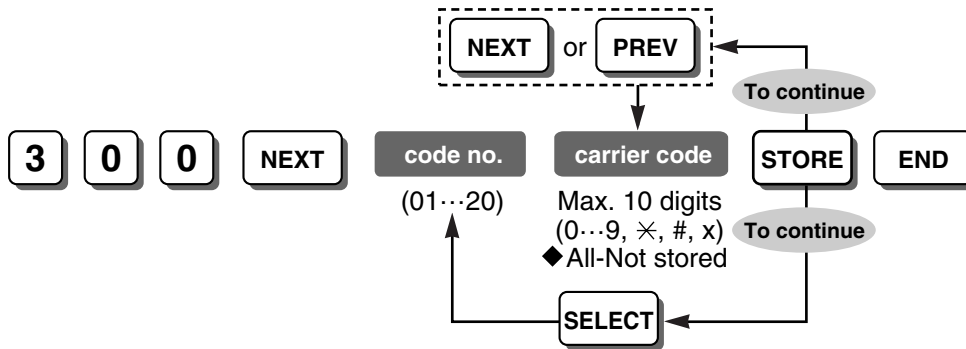 NEXT or PREV
To continue
3 0 0 NEXT code no. carrier code STORE END
(01···20) Max. 10 digits
(0···9, ✳, #, x) To continue
◆All-Not stored
SELECT